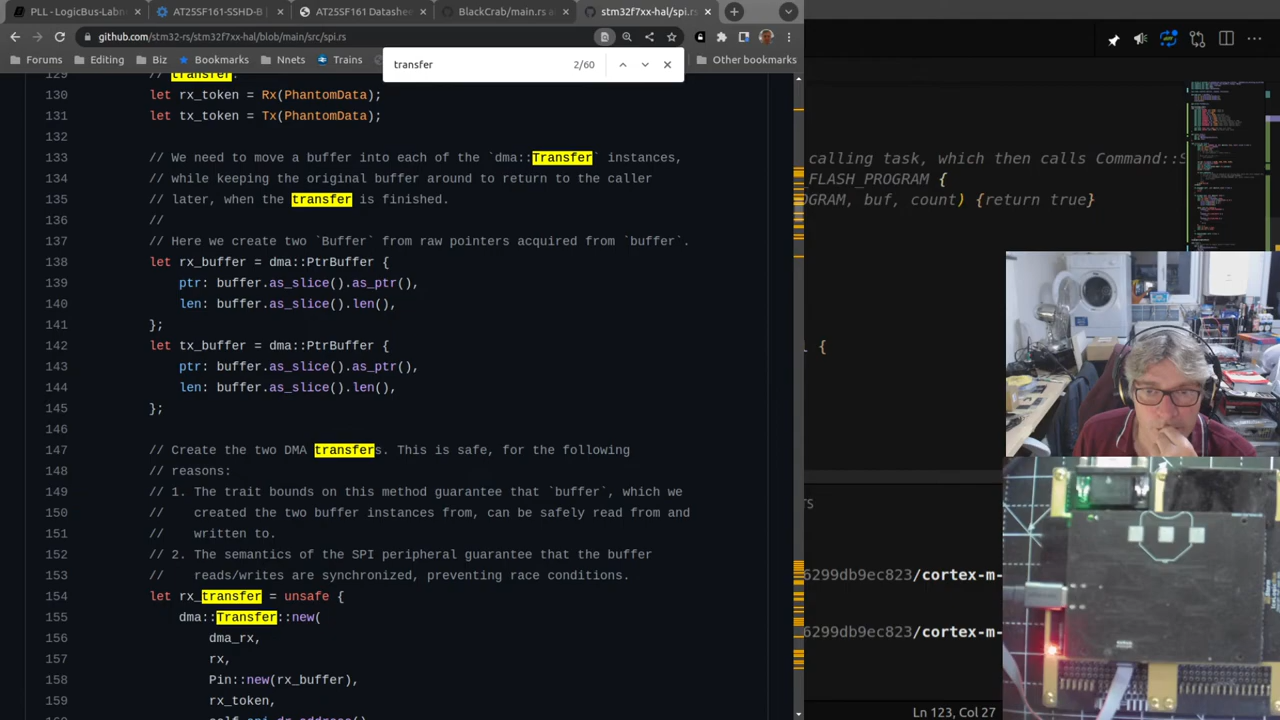 PLL - LogicBus-Labn
AT25SF161-SSHD-B
AT25SF161 Datashee
BlackCrab/main.rs a
stm32f7xx-hal/spi.rs
github.com/stm32-rs/stm32f7xx-hal/blob/main/src/spi.rs
Forums
Editing
Biz
Bookmarks
Nnets
Trains
Other bookmarks
transfer
2/60
129 // transfer.
130 let rx_token = Rx(PhantomData);
131 let tx_token = Tx(PhantomData);
132
133 // We need to move a buffer into each of the `dma::Transfer` instances,
134 // while keeping the original buffer around to return to the caller
135 // later, when the transfer is finished.
136 //
137 // Here we create two `Buffer` from raw pointers acquired from `buffer`.
138 let rx_buffer = dma::PtrBuffer {
139 ptr: buffer.as_slice().as_ptr(),
140 len: buffer.as_slice().len(),
141 };
142 let tx_buffer = dma::PtrBuffer {
143 ptr: buffer.as_slice().as_ptr(),
144 len: buffer.as_slice().len(),
145 };
146
147 // Create the two DMA transfers. This is safe, for the following
148 // reasons:
149 // 1. The trait bounds on this method guarantee that `buffer`, which we
150 // created the two buffer instances from, can be safely read from and
151 // written to.
152 // 2. The semantics of the SPI peripheral guarantee that the buffer
153 // reads/writes are synchronized, preventing race conditions.
154 let rx_transfer = unsafe {
155 dma::Transfer::new(
156 dma_rx,
157 rx,
158 Pin::new(rx_buffer),
159 rx_token,
self.spi.dr_address()
calling task, which then calls Command::S
_FLASH_PROGRAM {
OGRAM, buf, count) {return true}
{
TS
6299db9ec823/cortex-m-
6299db9ec823/cortex-m-
Ln 123, Col 27